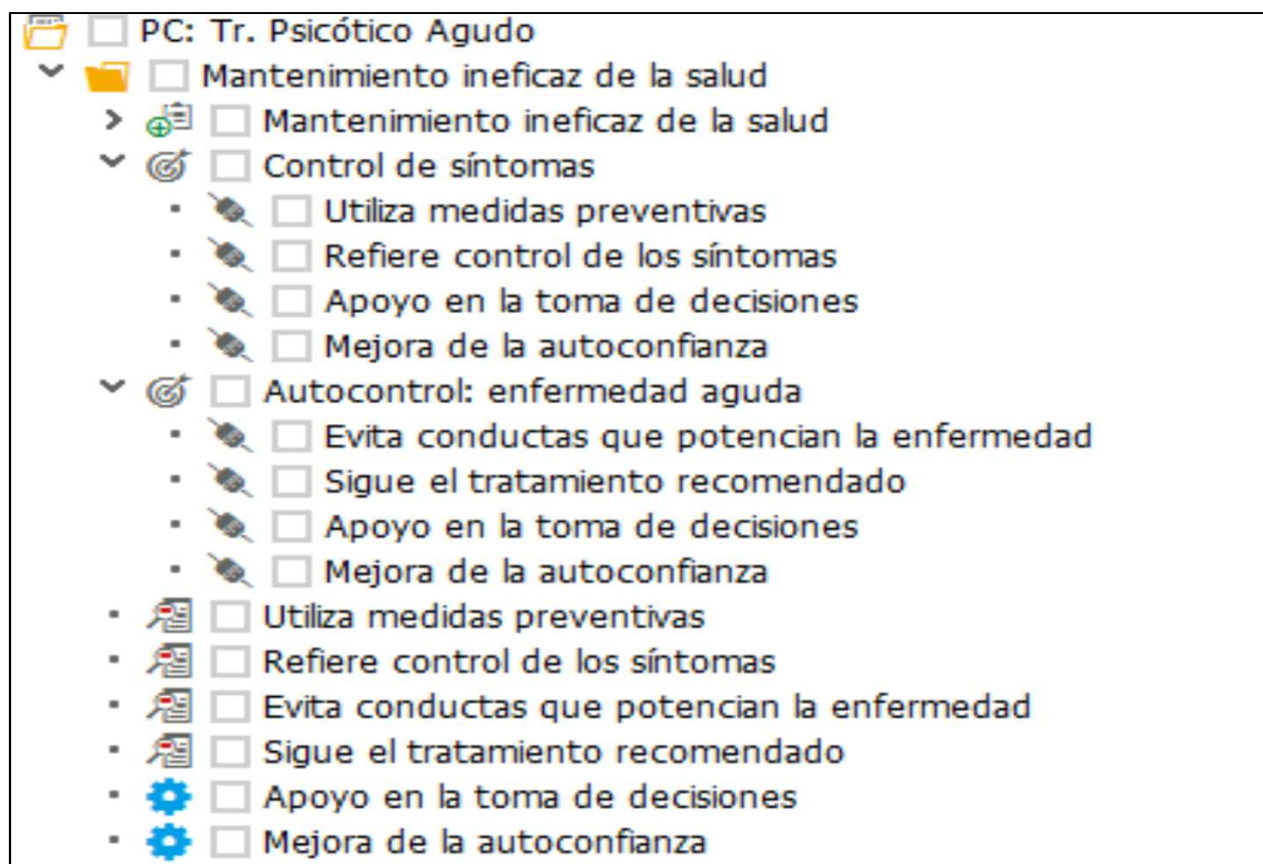 PC: Tr. Psicótico Agudo
Mantenimiento ineficaz de la salud
Mantenimiento ineficaz de la salud
Control de síntomas
Utiliza medidas preventivas
Refiere control de los síntomas
Apoyo en la toma de decisiones
Mejora de la autoconfianza
Autocontrol: enfermedad aguda
Evita conductas que potencian la enfermedad
Sigue el tratamiento recomendado
Apoyo en la toma de decisiones
Mejora de la autoconfianza
Utiliza medidas preventivas
Refiere control de los síntomas
Evita conductas que potencian la enfermedad
Sigue el tratamiento recomendado
Apoyo en la toma de decisiones
Mejora de la autoconfianza